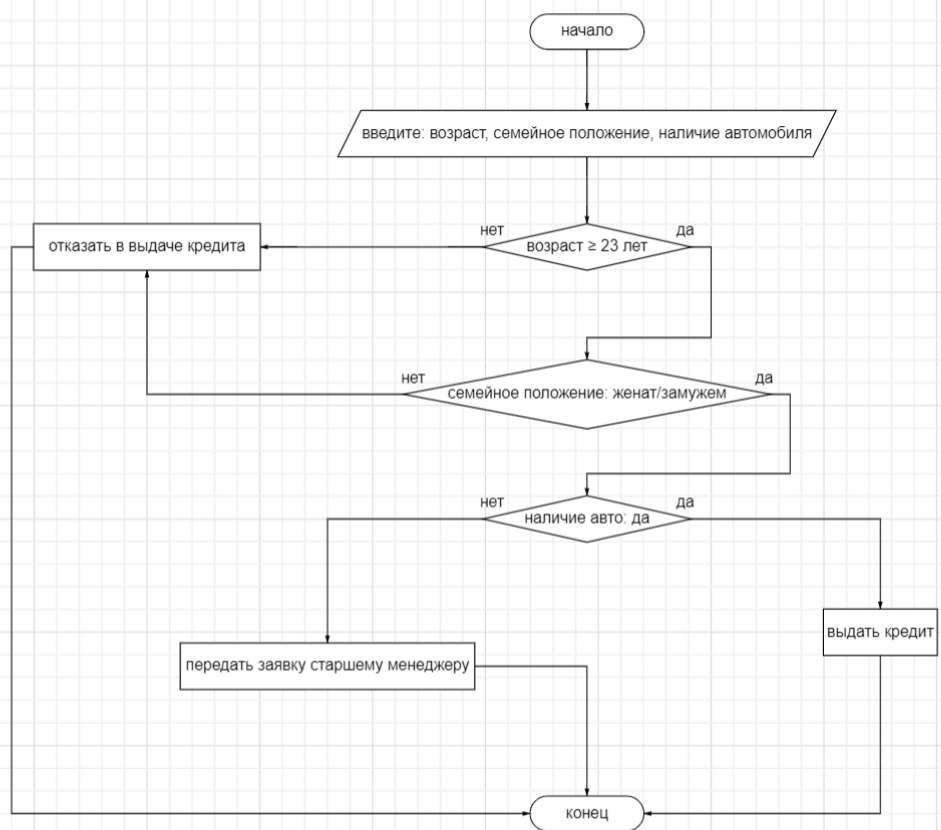 начало
введите: возраст, семейное положение, наличие автомобиля
нет
да
отказать в выдаче кредита
возраст ≥ 23 лет
нет
да
семейное положение: женат/замужем
нет
да
наличие авто: да
выдать кредит
передать заявку старшему менеджеру
конец